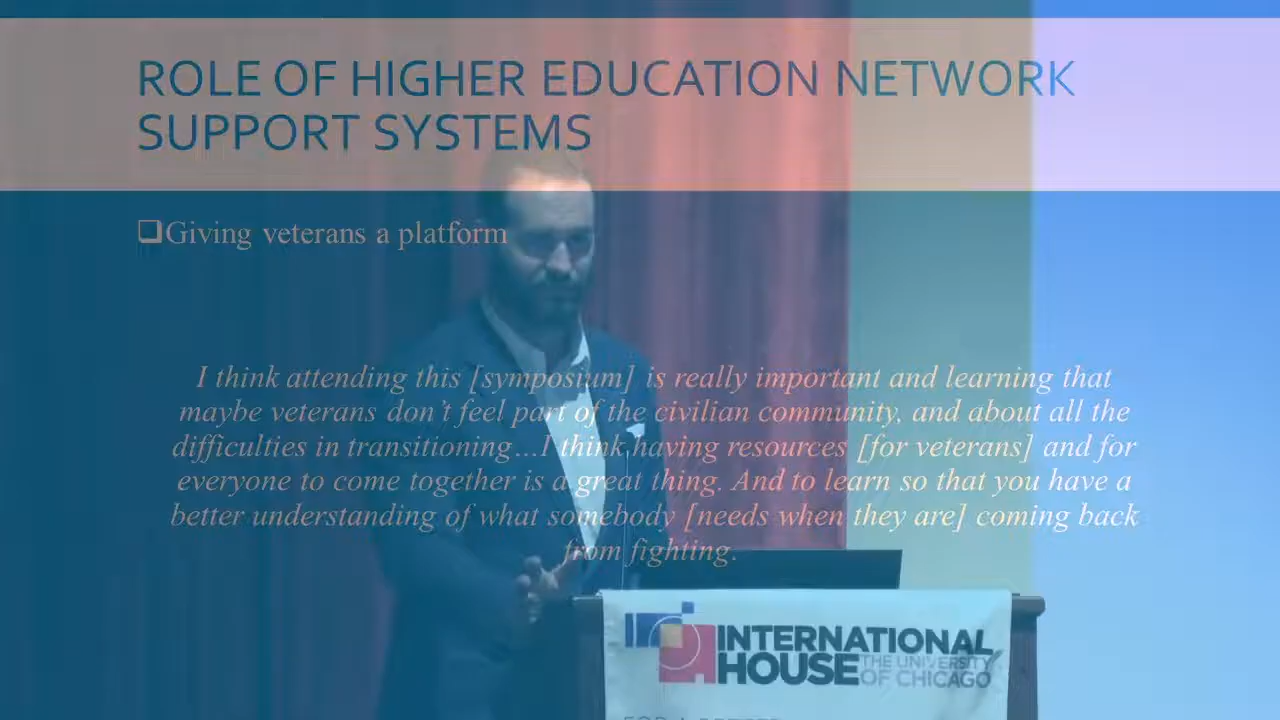 ROLE OF HIGHER EDUCATION NETWORK
SUPPORT SYSTEMS
Giving veterans a platform
I think attending this [symposium] is really important and learning that
maybe veterans don't feel part of the civilian community, and about all the
difficulties in transitioning…I think having resources [for veterans] and for
everyone to come together is a great thing. And to learn so that you have a
better understanding of what somebody [needs when they are] coming back
from fighting.
INTERNATIONAL
HOUSE THE UNIVERSITY
OF CHICAGO